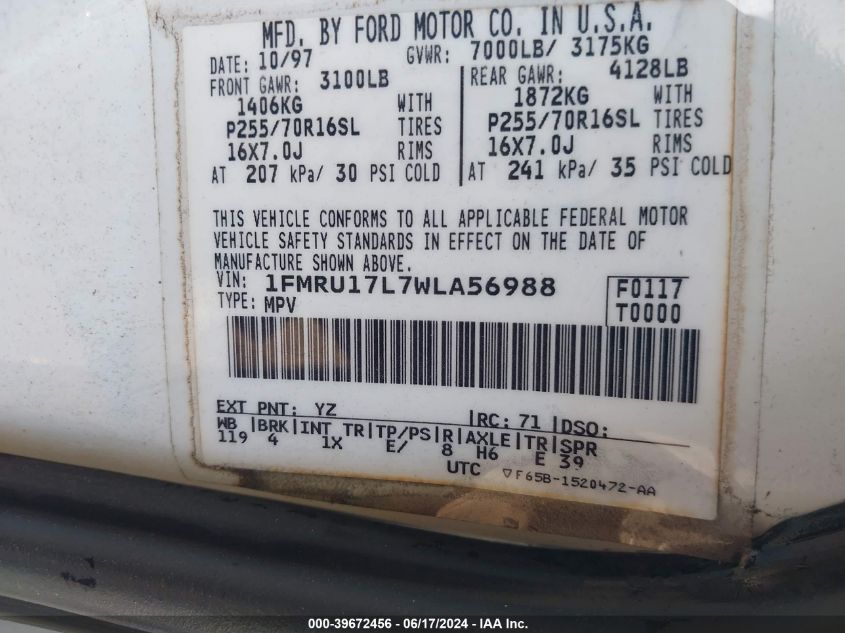 MFD. BY FORD MOTOR CO. IN U.S.A.
DATE: 10/97 GVWR: 7000LB/ 3175KG
FRONT GAWR: 3100LB REAR GAWR: 4128LB
1406KG WITH 1872KG WITH
P255/70R16SL TIRES P255/70R16SL TIRES
16X7.0J RIMS 16X7.0J RIMS
AT 207 kPa/ 30 PSI COLD AT 241 kPa/ 35 PSI COLD
THIS VEHICLE CONFORMS TO ALL APPLICABLE FEDERAL MOTOR
VEHICLE SAFETY STANDARDS IN EFFECT ON THE DATE OF
MANUFACTURE SHOWN ABOVE.
VIN: 1FMRU17L7WLA56988 F0117
TYPE: MPV T0000
EXT PNT: YZ |RC: 71 |DSO:
WB |BRK|INT TR|TP/PS|R|AXLE|TR|SPR
119 4 1X E/ 8 H6 E 39
UTC ▽F65B-1520472-AA
000-39672456 - 06/17/2024 - IAAI.com